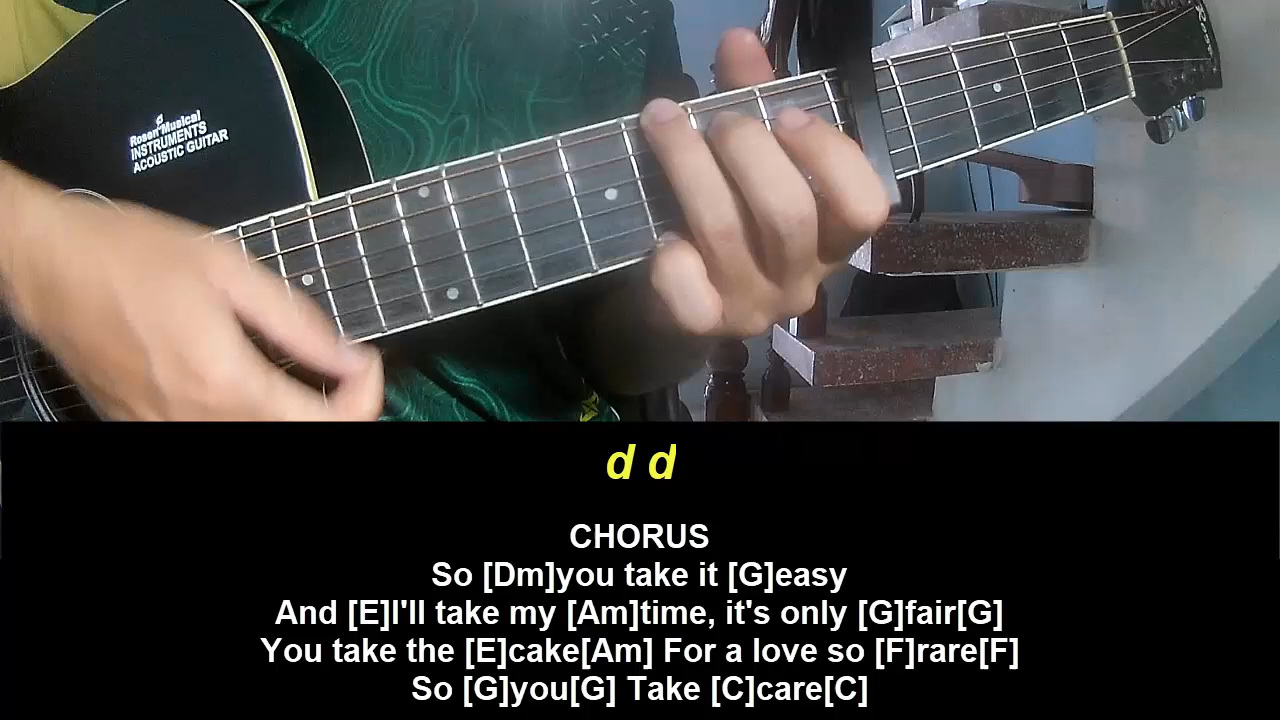 Rosen Musical
INSTRUMENTS
ACOUSTIC GUITAR
d d
CHORUS
So [Dm]you take it [G]easy
And [E]I'll take my [Am]time, it's only [G]fair[G]
You take the [E]cake[Am] For a love so [F]rare[F]
So [G]you[G] Take [C]care[C]